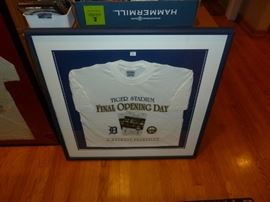 HAMMERMILL
TIGER STADIUM
FINAL OPENING DAY
A DETROIT TRADITION